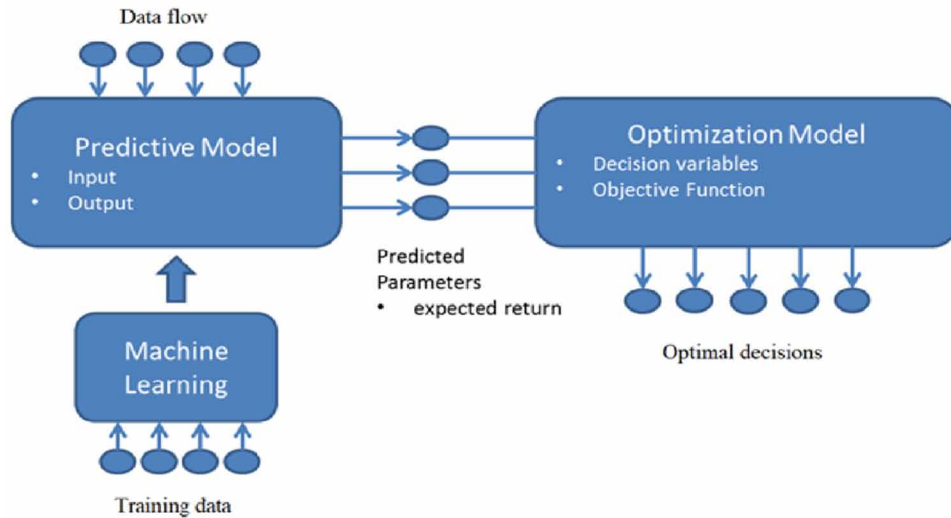 Data flow
Predictive Model
• Input
• Output
Optimization Model
• Decision variables
• Objective Function
Predicted
Parameters
• expected return
Machine
Learning
Optimal decisions
Training data